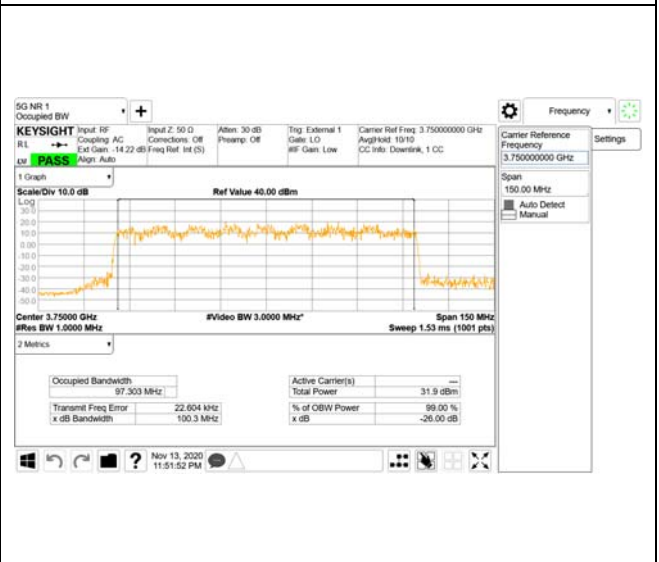 5G NR 1
Occupied BW
Frequency
KEYSIGHT
RL
PASS
Input: RF
Coupling: AC
Ext Gain: -14.22 dB
Align: Auto
Input Z: 50 Ω
Corrections: Off
Freq Ref: Int (S)
Atten: 30 dB
Preamp: Off
Trig: External 1
Gate: LO
#IF Gain: Low
Carrier Ref Freq: 3.750000000 GHz
Avg|Hold: 10/10
CC Info: Downlink, 1 CC
Carrier Reference
Frequency
3.750000000 GHz
Settings
Span
150.00 MHz
Auto Detect
Manual
1 Graph
Scale/Div 10.0 dB
Ref Value 40.00 dBm
Log
30.0
20.0
10.0
0.00
-10.0
-20.0
-30.0
-40.0
-50.0
Center 3.75000 GHz
#Video BW 3.0000 MHz*
Span 150 MHz
#Res BW 1.0000 MHz
Sweep 1.53 ms (1001 pts)
2 Metrics
Occupied Bandwidth
97.303 MHz
Active Carrier(s)
---
Total Power
31.9 dBm
Transmit Freq Error
22.604 kHz
% of OBW Power
99.00 %
x dB Bandwidth
100.3 MHz
x dB
-26.00 dB
?
Nov 13, 2020
11:51:52 PM